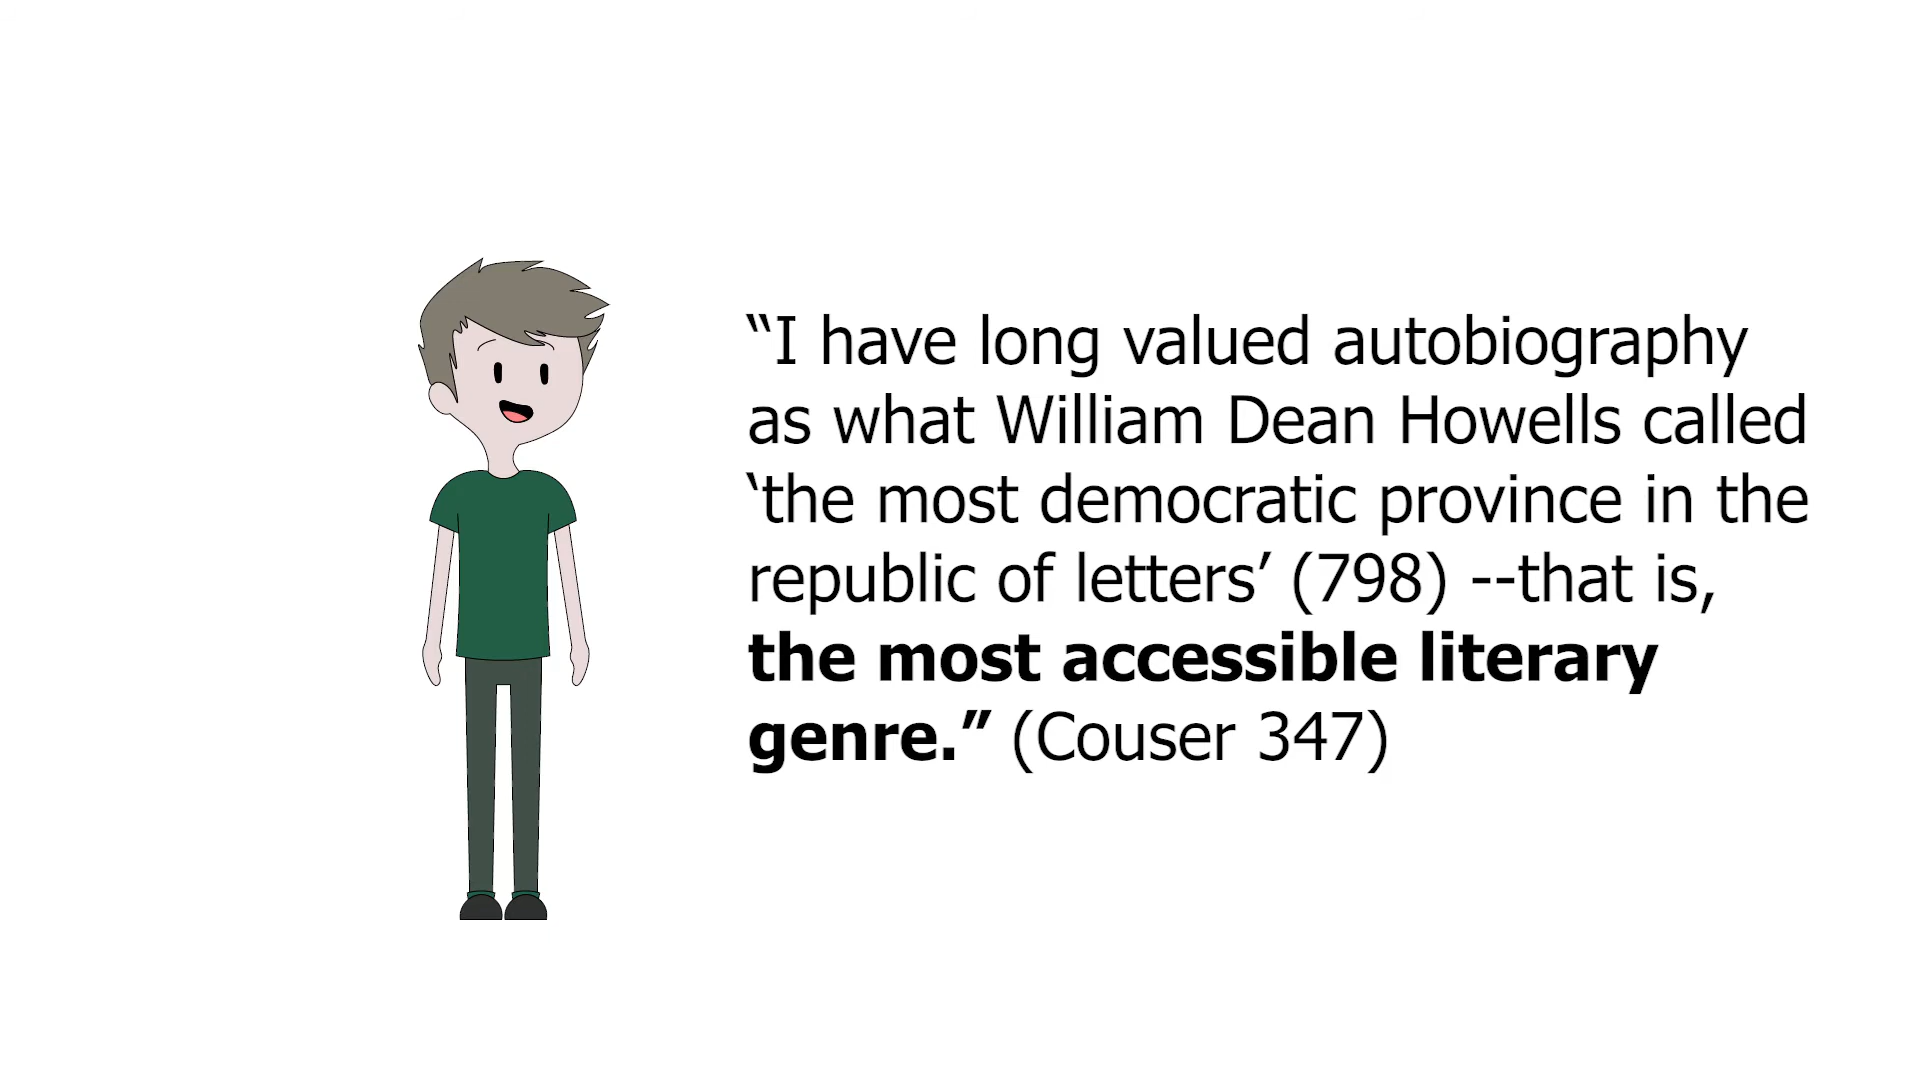 “I have long valued autobiography
as what William Dean Howells called
‘the most democratic province in the
republic of letters’ (798) --that is,
the most accessible literary
genre.” (Couser 347)